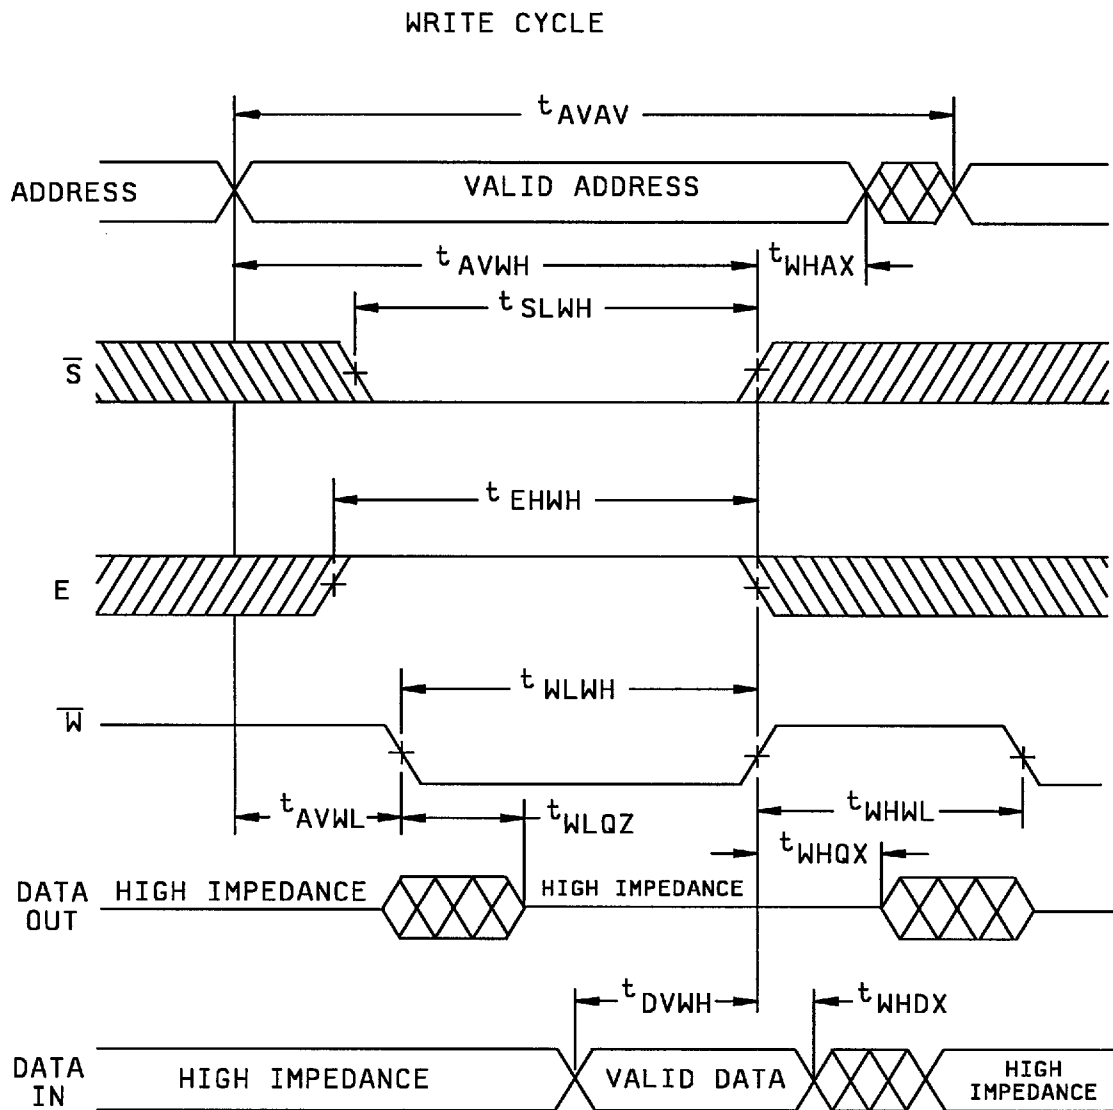 WRITE CYCLE
tAVAV
ADDRESS
VALID ADDRESS
tAVWH
tWHAX
tSLWH
S̅
tEHWH
E
tWLWH
W̅
tAVWL
tWLQZ
tWHWL
tWHQX
DATA OUT
HIGH IMPEDANCE
HIGH IMPEDANCE
tDVWH
tWHDX
DATA IN
HIGH IMPEDANCE
VALID DATA
HIGH
IMPEDANCE